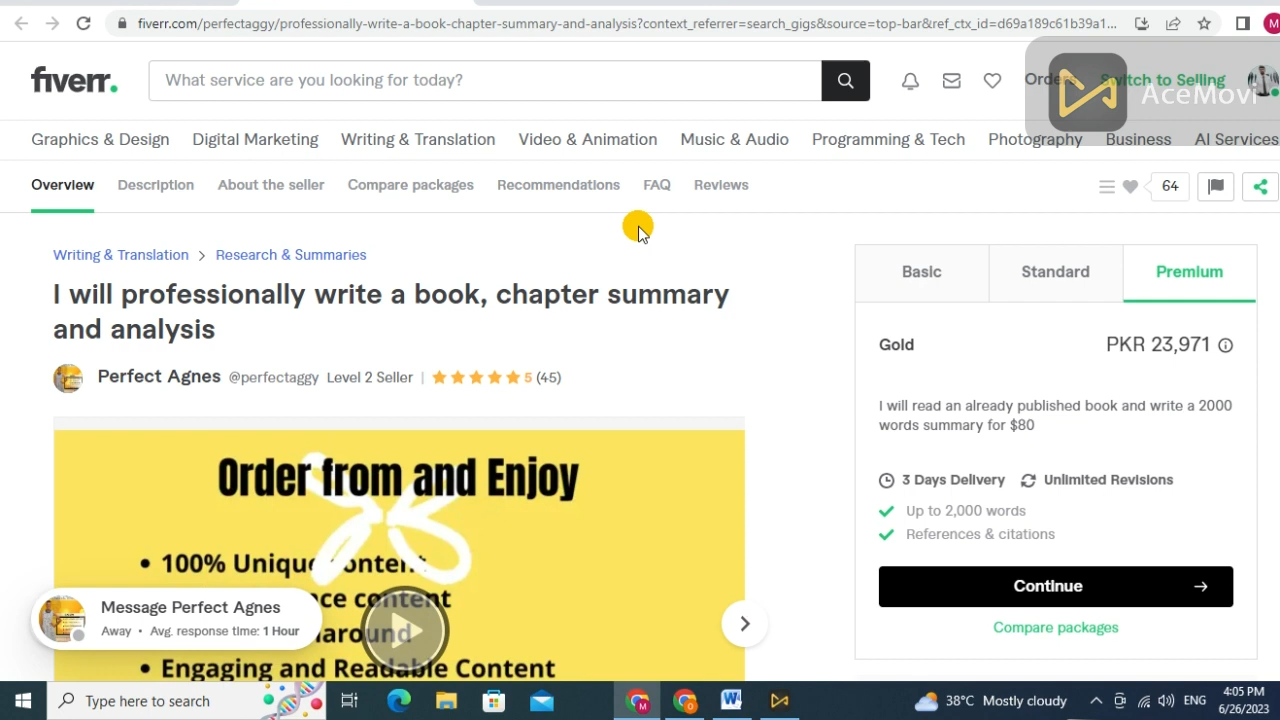 fiverr.com/perfectaggy/professionally-write-a-book-chapter-summary-and-analysis?context_referrer=search_gigs&source=top-bar&ref_ctx_id=d69a189c61b39a1...
M
fiverr.
What service are you looking for today?
Switch to Selling
AceMovi
Graphics & Design
Digital Marketing
Writing & Translation
Video & Animation
Music & Audio
Programming & Tech
Photography
Business
AI Services
Overview
Description
About the seller
Compare packages
Recommendations
FAQ
Reviews
64
Writing & Translation > Research & Summaries
I will professionally write a book, chapter summary
and analysis
Perfect Agnes @perfectaggy Level 2 Seller | 5 (45)
Order from and Enjoy
• 100% Unique
• Engaging and Readable Content
Message Perfect Agnes
Away • Avg. response time: 1 Hour
Basic
Standard
Premium
Gold
PKR 23,971
I will read an already published book and write a 2000
words summary for $80
3 Days Delivery
Unlimited Revisions
Up to 2,000 words
References & citations
Continue
Compare packages
Type here to search
38°C Mostly cloudy
ENG
4:05 PM
6/26/2023